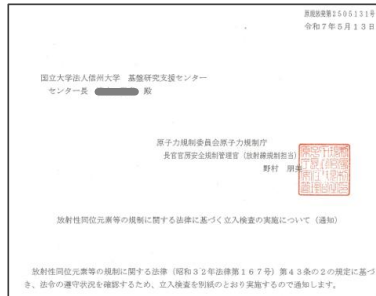 原規放発第2505131号
令和7年5月13日
国立大学法人信州大学 基盤研究支援センター
センター長 殿
原子力規制委員会原子力規制庁
長官官房安全規制管理官(放射線規制担当)
野村 朋美
放射性同位元素等の規制に関する法律に基づく立入検査の実施について(通知)
放射性同位元素等の規制に関する法律(昭和32年法律第167号)第43条の2の規定に基づ
き、法令の遵守状況を確認するため、立入検査を別紙のとおり実施するので通知します。